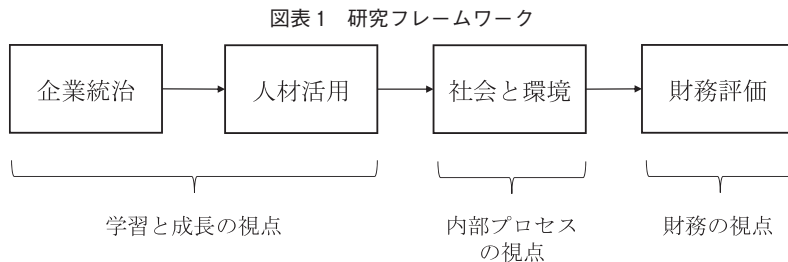 図表1 研究フレームワーク
企業統治
人材活用
社会と環境
財務評価
学習と成長の視点
内部プロセス
の視点
財務の視点